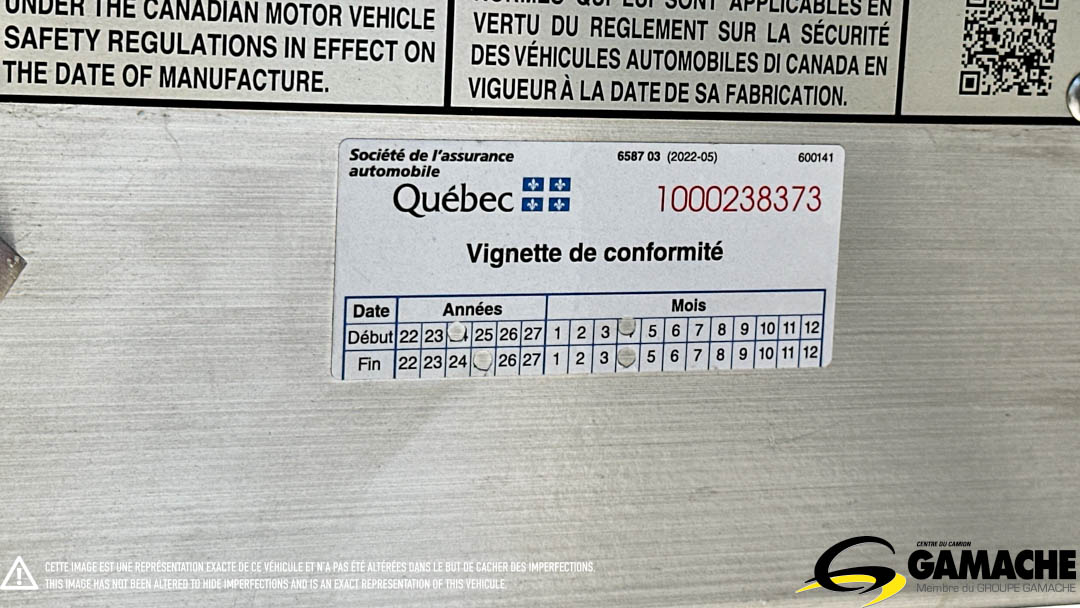 UNDER THE CANADIAN MOTOR VEHICLE
SAFETY REGULATIONS IN EFFECT ON
THE DATE OF MANUFACTURE.
NORMES QUI LUI SONT APPLICABLES EN
VERTU DU REGLEMENT SUR LA SÉCURITÉ
DES VÉHICULES AUTOMOBILES DI CANADA EN
VIGUEUR À LA DATE DE SA FABRICATION.
Société de l'assurance
automobile
Québec
6587 03 (2022-05)
600141
1000238373
Vignette de conformité
Date Années Mois
Début 22 23 25 26 27 1 2 3 5 6 7 8 9 10 11 12
Fin 22 23 24 26 27 1 2 3 5 6 7 8 9 10 11 12
CETTE IMAGE EST UNE REPRÉSENTATION EXACTE DE CE VÉHICULE ET N'A PAS ÉTÉ ALTÉRÉES DANS LE BUT DE CACHER DES IMPERFECTIONS.
THIS IMAGE HAS NOT BEEN ALTERED TO HIDE IMPERFECTIONS AND IS AN EXACT REPRESENTATION OF THIS VEHICULE.
CENTRE DU CAMION
GAMACHE
Membre du GROUPE GAMACHE